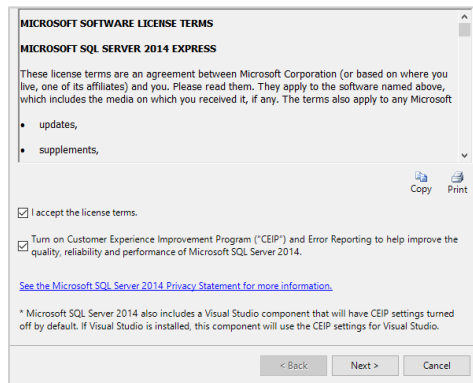 MICROSOFT SOFTWARE LICENSE TERMS
MICROSOFT SQL SERVER 2014 EXPRESS
These license terms are an agreement between Microsoft Corporation (or based on where you
live, one of its affiliates) and you. Please read them. They apply to the software named above,
which includes the media on which you received it, if any. The terms also apply to any Microsoft
• updates,
• supplements,
Copy Print
I accept the license terms.
Turn on Customer Experience Improvement Program ("CEIP") and Error Reporting to help improve the
quality, reliability and performance of Microsoft SQL Server 2014.
See the Microsoft SQL Server 2014 Privacy Statement for more information.
* Microsoft SQL Server 2014 also includes a Visual Studio component that will have CEIP settings turned
off by default. If Visual Studio is installed, this component will use the CEIP settings for Visual Studio.
< Back Next > Cancel